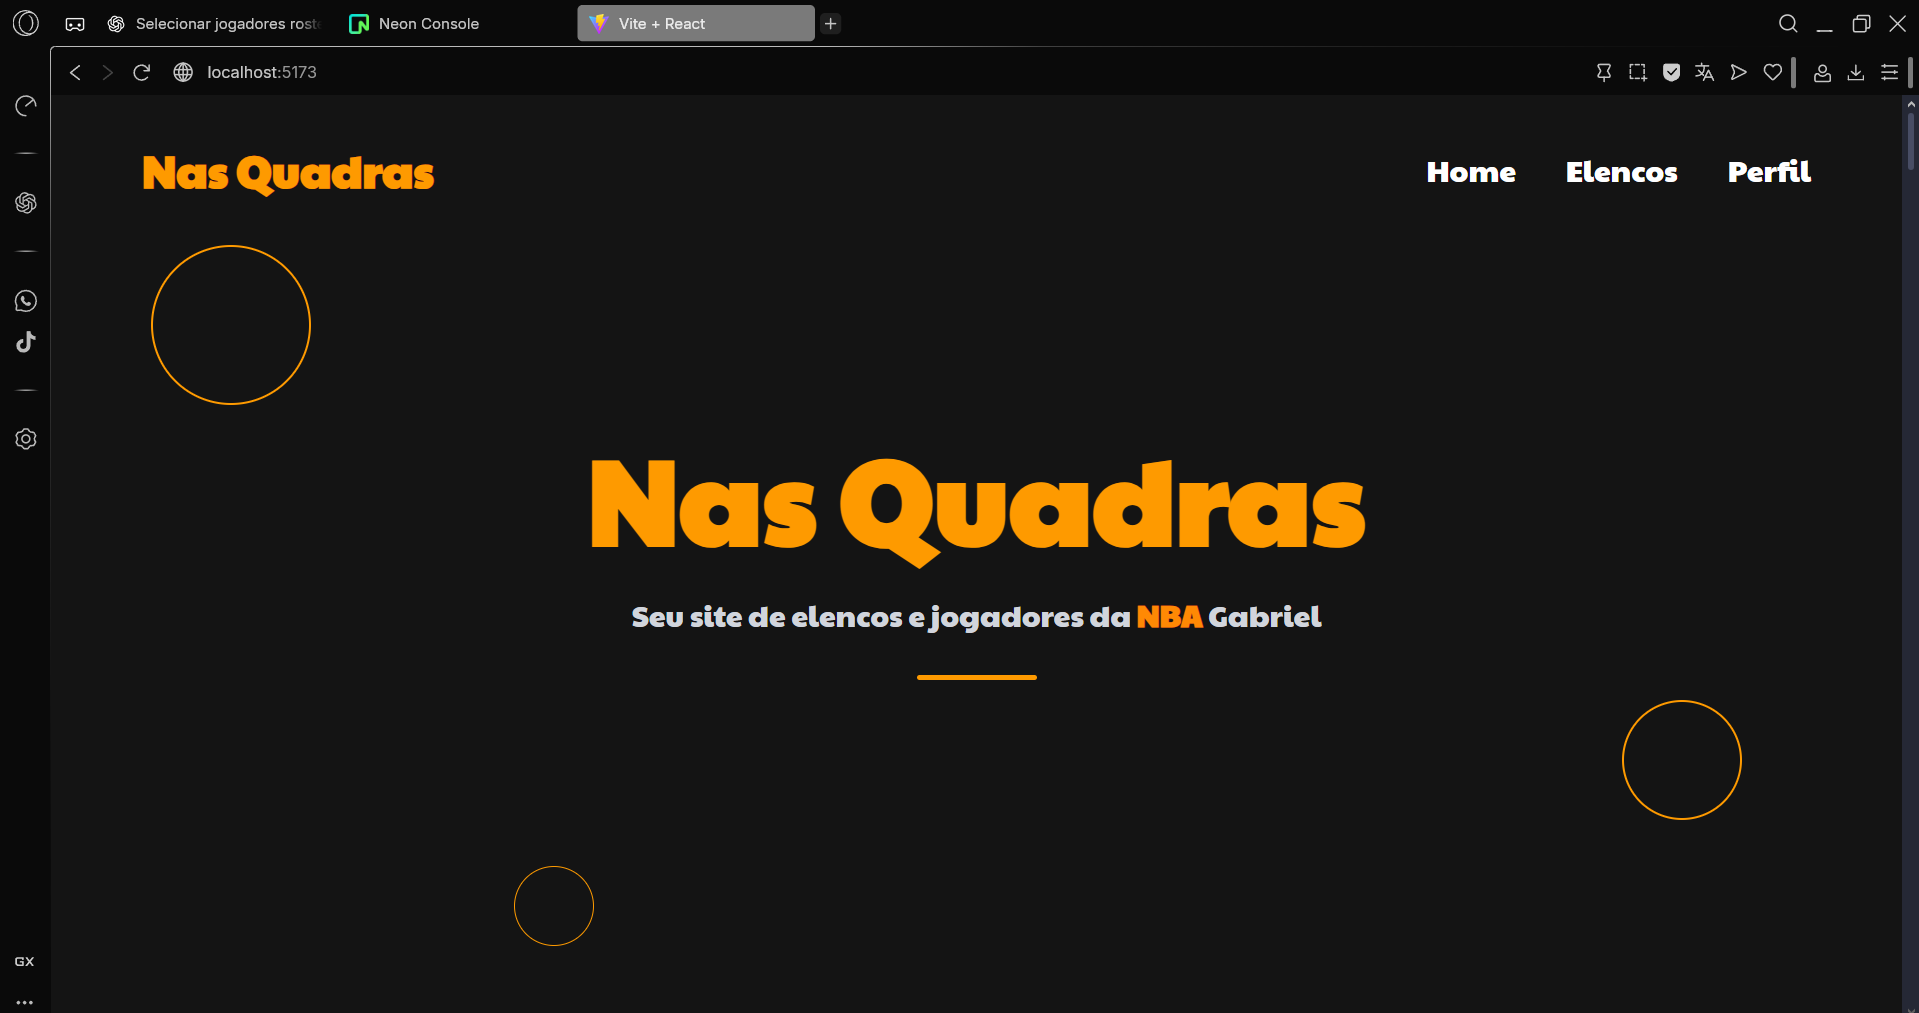 Selecionar jogadores rost
Neon Console
Vite + React
localhost:5173
Nas Quadras
Home
Elencos
Perfil
Nas Quadras
Seu site de elencos e jogadores da NBA Gabriel
GX